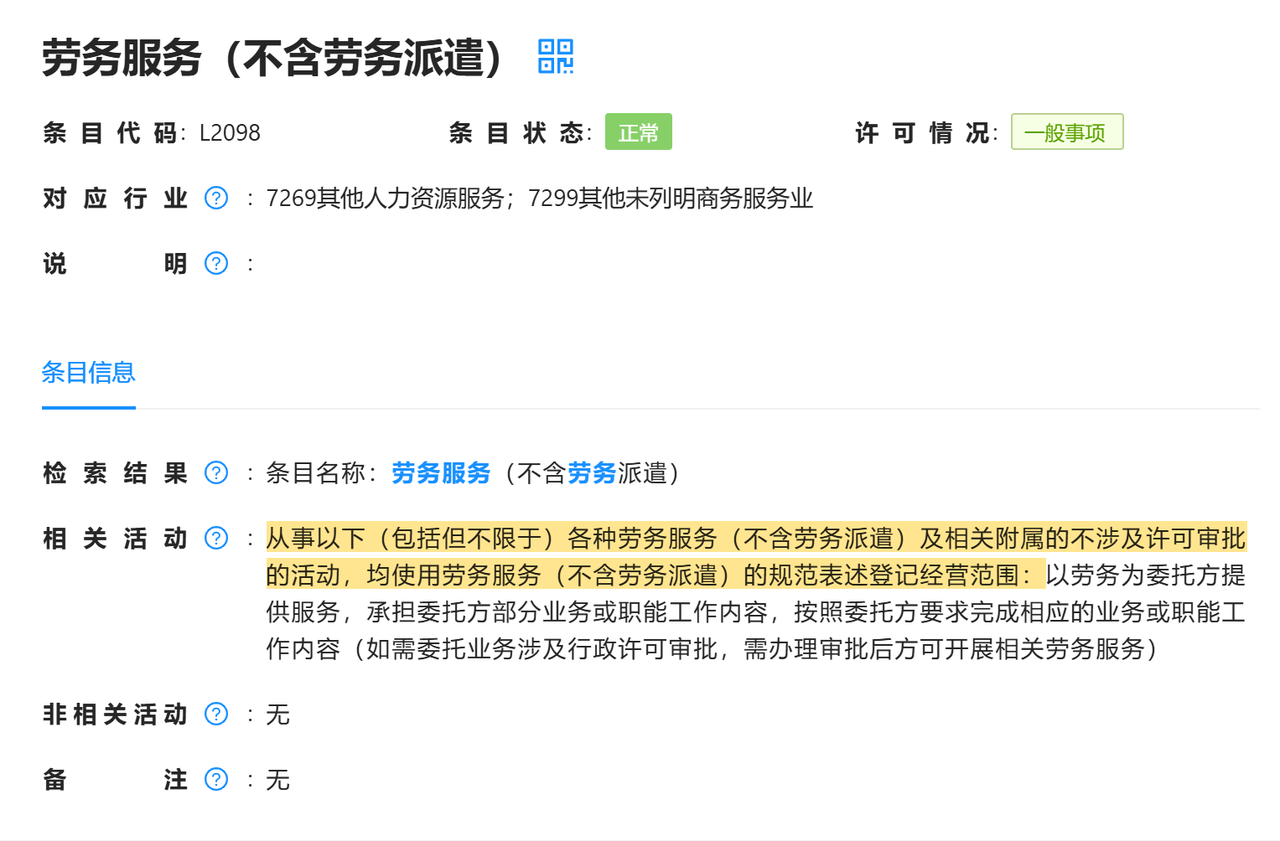 劳务服务（不含劳务派遣）
条目代码：L2098 条目状态：正常 许可情况：一般事项
对应行业 ? ：7269其他人力资源服务；7299其他未列明商务服务业
说明 ? ：
条目信息
检索结果 ? ：条目名称：劳务服务（不含劳务派遣）
相关活动 ? ：从事以下（包括但不限于）各种劳务服务（不含劳务派遣）及相关附属的不涉及许可审批
的活动，均使用劳务服务（不含劳务派遣）的规范表述登记经营范围：以劳务为委托方提
供服务，承担委托方部分业务或职能工作内容，按照委托方要求完成相应的业务或职能工
作内容（如需委托业务涉及行政许可审批，需办理审批后方可开展相关劳务服务）
非相关活动 ? ：无
备注 ? ：无